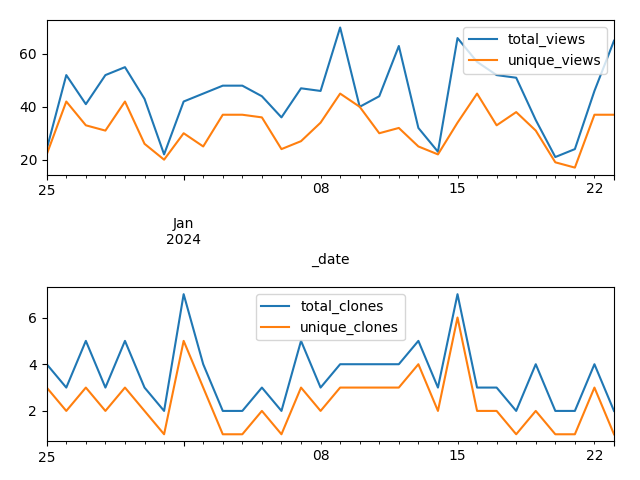 60
40
20
total_views
unique_views
25
08
15
22
Jan
2024
_date
6
4
2
total_clones
unique_clones
25
08
15
22